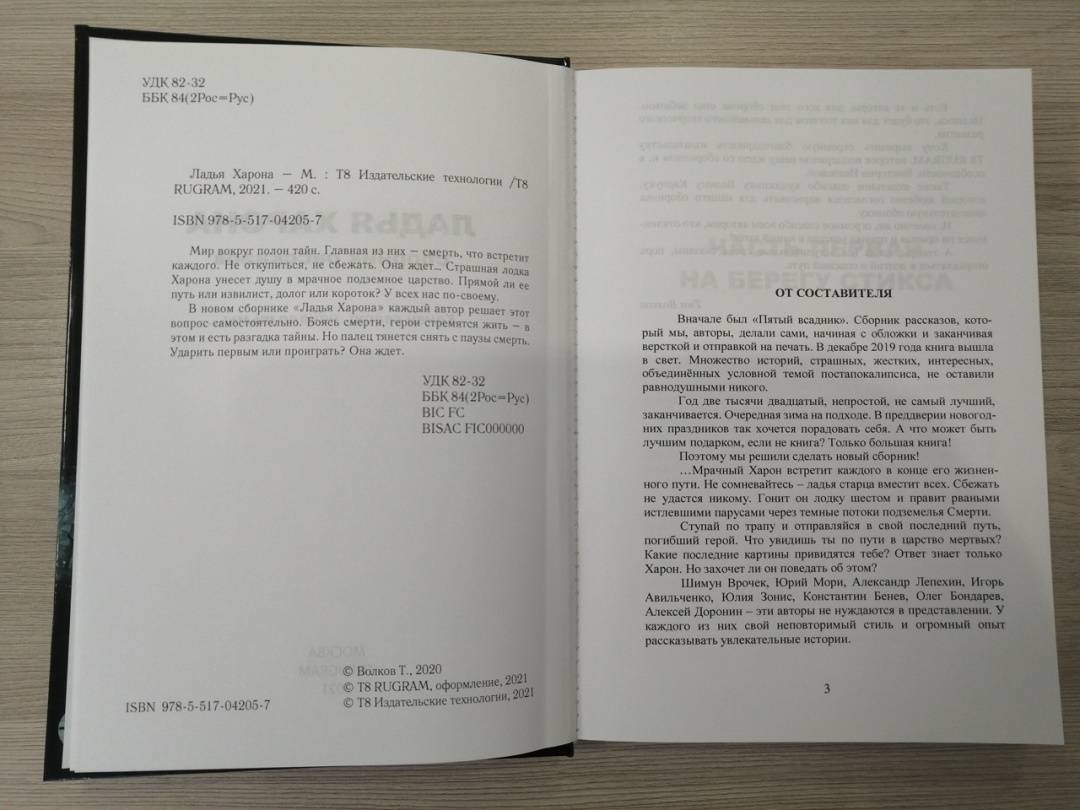 УДК 82-32
ББК 84(2Рос=Рус)
Ладья Харона – М. : Т8 Издательские технологии /Т8
RUGRAM, 2021. – 420 с.
ISBN 978-5-517-04205-7
Мир вокруг полон тайн. Главная из них – смерть, что встретит
каждого. Не откупиться, не сбежать. Она ждет... Страшная лодка
Харона унесет душу в мрачное подземное царство. Прямой ли ее
путь или извилист, долог или короток? У всех нас по-своему.
В новом сборнике «Ладья Харона» каждый автор решает этот
вопрос самостоятельно. Боясь смерти, герои стремятся жить – в
этом и есть разгадка тайны. Но палец тянется снять с паузы смерть.
Ударить первым или проиграть? Она ждет.
УДК 82-32
ББК 84(2Рос=Рус)
BIC FC
BISAC FIC000000
© Волков Т., 2020
© T8 RUGRAM, оформление, 2021
© Т8 Издательские технологии, 2021
ISBN 978-5-517-04205-7
ОТ СОСТАВИТЕЛЯ
Вначале был «Пятый всадник». Сборник рассказов, кото-
рый мы, авторы, делали сами, начиная с обложки и заканчивая
версткой и отправкой на печать. В декабре 2019 года книга вышла
в свет. Множество историй, страшных, жестких, интересных,
объединённых условной темой постапокалипсиса, не оставили
равнодушными никого.
Год две тысячи двадцатый, непростой, не самый лучший,
заканчивается. Очередная зима на подходе. В преддверии новогод-
них праздников так хочется порадовать себя. А что может быть
лучшим подарком, если не книга? Только большая книга!
Поэтому мы решили сделать новый сборник!
…Мрачный Харон встретит каждого в конце его жизнен-
ного пути. Не сомневайтесь – ладья старца вместит всех. Сбежать
не удастся никому. Гонит он лодку шестом и правит рваными
истлевшими парусами через темные потоки подземелья Смерти.
Ступай по трапу и отправляйся в свой последний путь,
погибший герой. Что увидишь ты по пути в царство мертвых?
Какие последние картины привидятся тебе? Ответ знает только
Харон. Но захочет ли он поведать об этом?
Шимун Врочек, Юрий Мори, Александр Лепехин, Игорь
Авильченко, Юлия Зонис, Константин Бенев, Олег Бондарев,
Алексей Доронин – эти авторы не нуждаются в представлении. У
каждого из них свой неповторимый стиль и огромный опыт
рассказывать увлекательные истории.
3